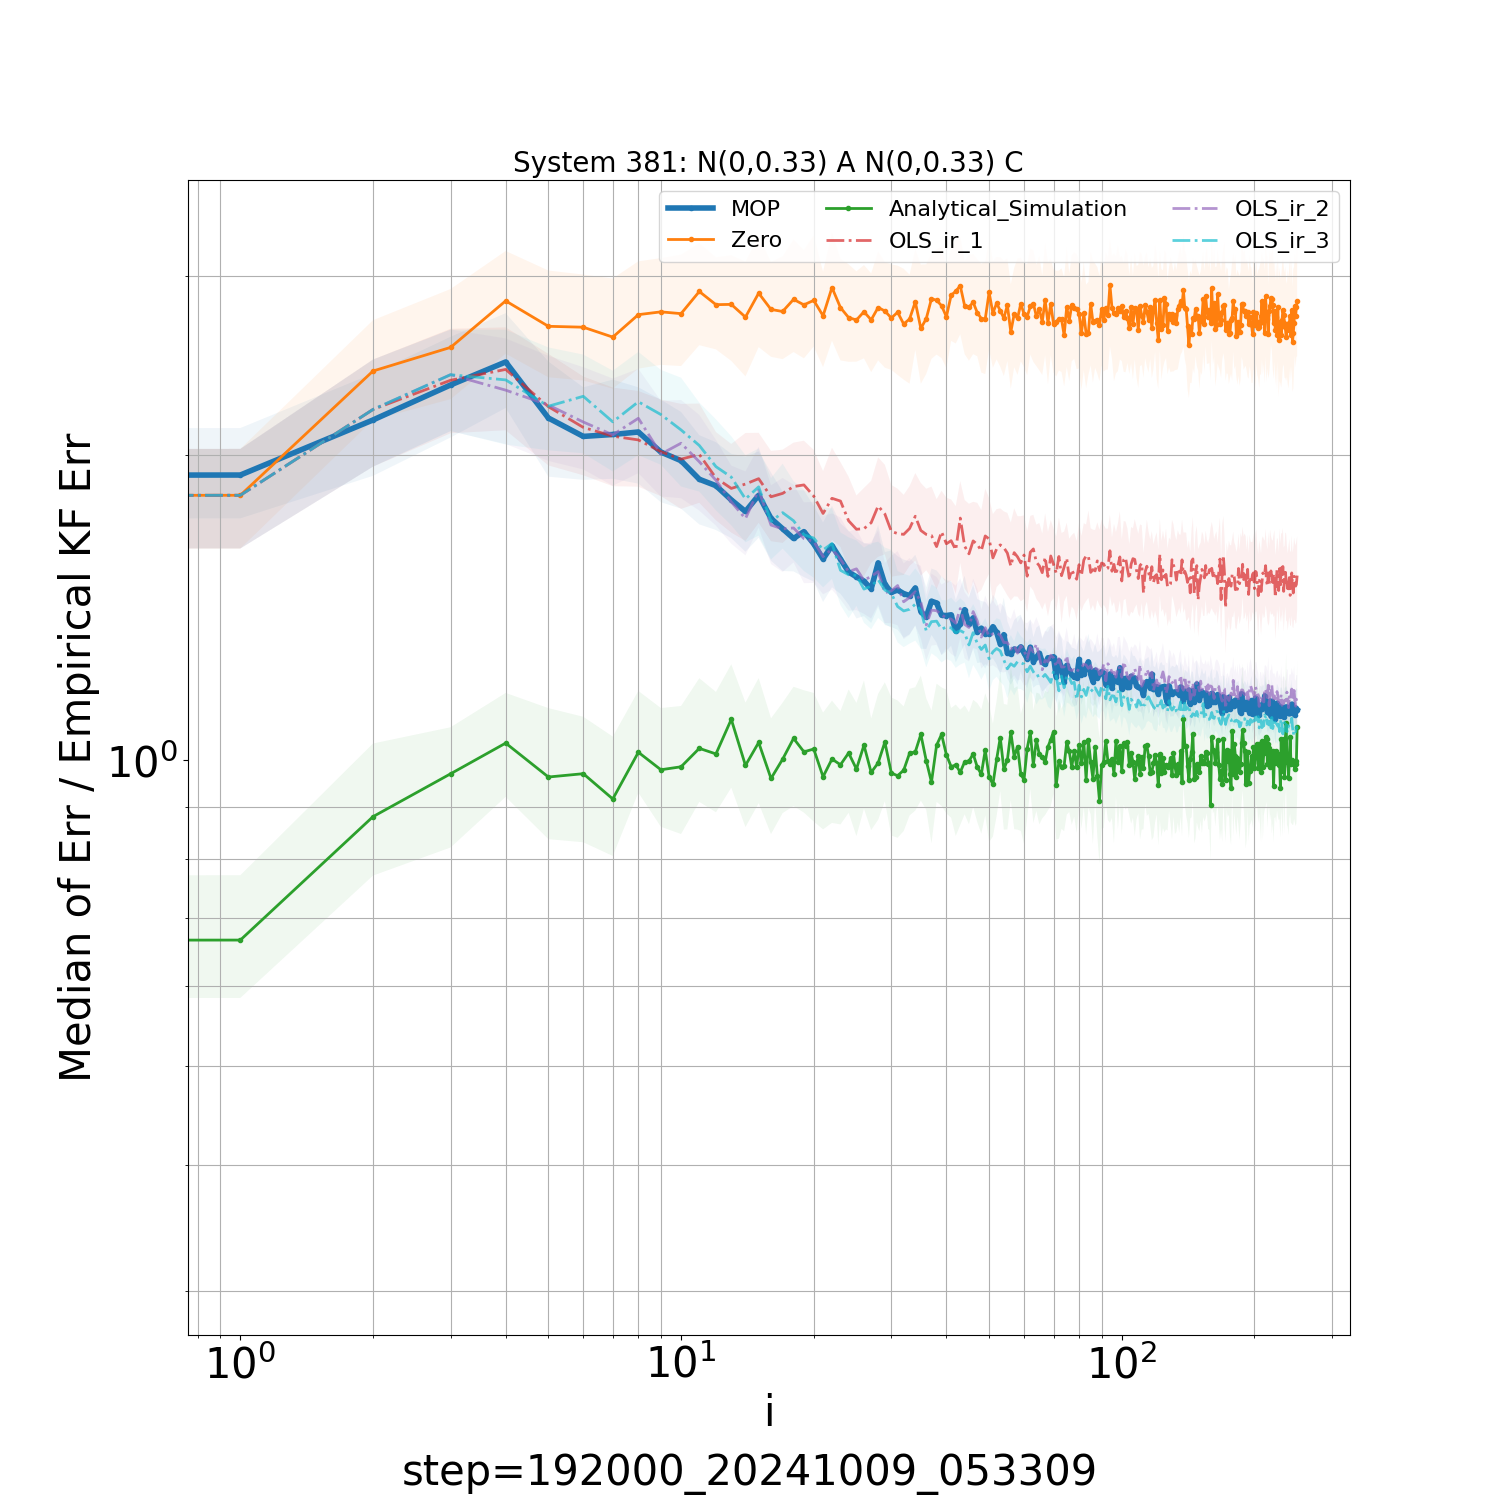 System 381: N(0,0.33) A N(0,0.33) C
MOP
Zero
Analytical_Simulation
OLS_ir_1
OLS_ir_2
OLS_ir_3
Median of Err / Empirical KF Err
10⁰
10⁰ 10¹ 10²
i
step=192000_20241009_053309